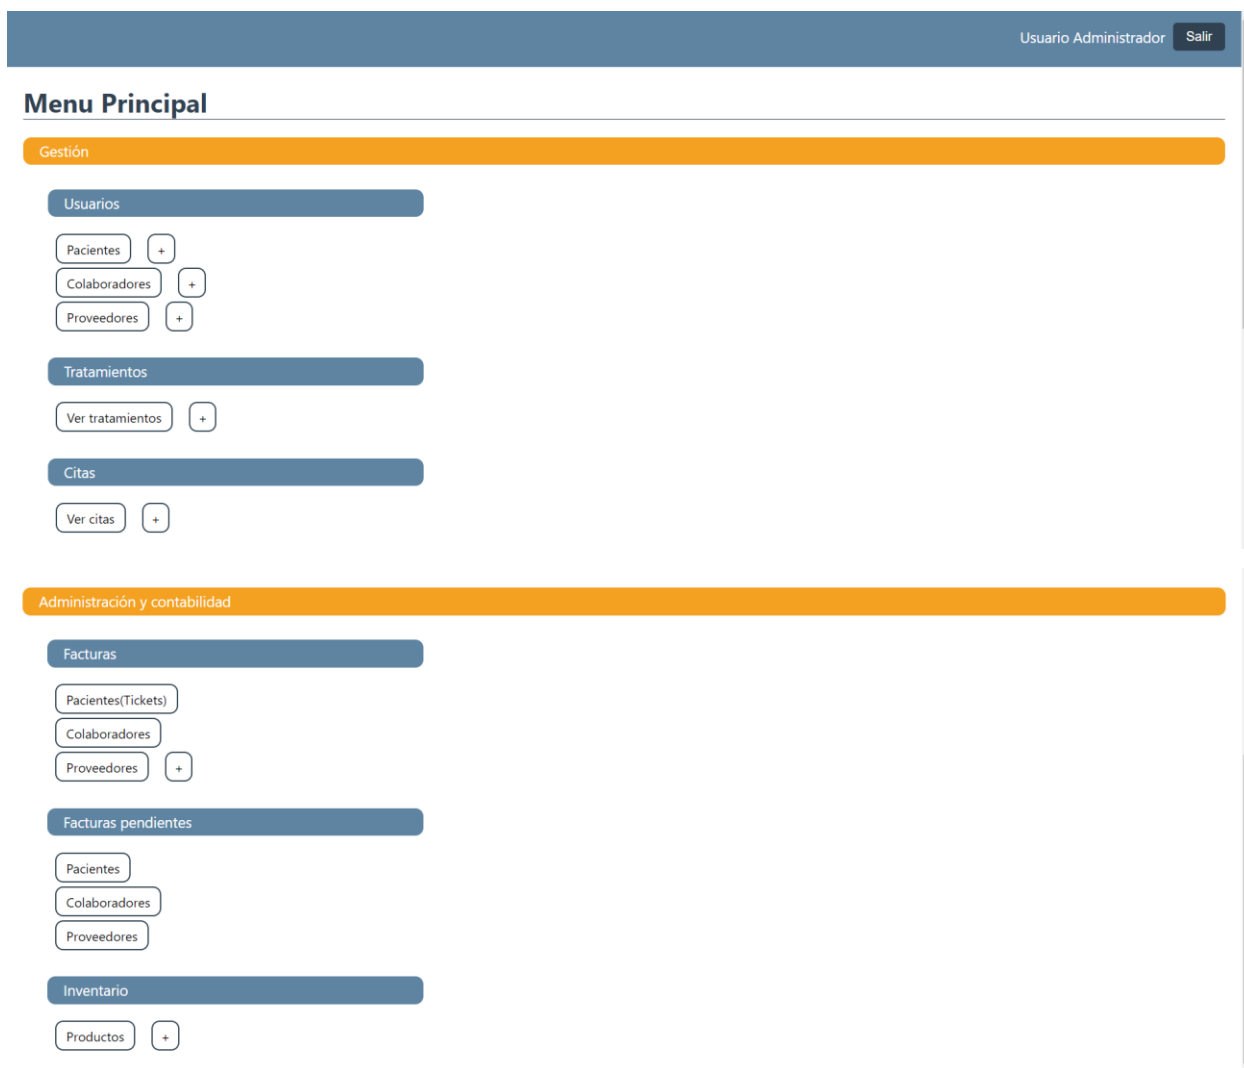 Usuario Administrador Salir
Menu Principal
Gestión
Usuarios
Pacientes +
Colaboradores +
Proveedores +
Tratamientos
Ver tratamientos +
Citas
Ver citas +
Administración y contabilidad
Facturas
Pacientes(Tickets)
Colaboradores
Proveedores +
Facturas pendientes
Pacientes
Colaboradores
Proveedores
Inventario
Productos +